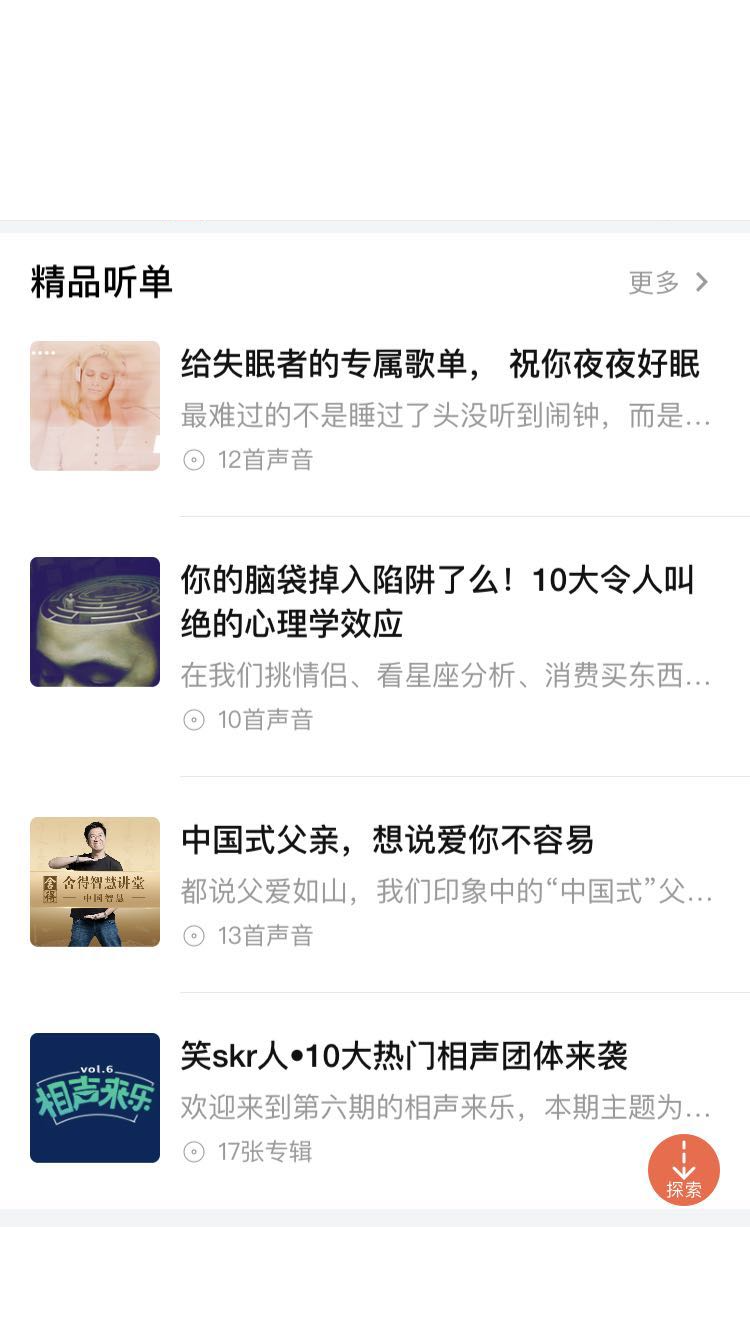 精品听单
更多
给失眠者的专属歌单， 祝你夜夜好眠
最难过的不是睡过了头没听到闹钟，而是...
12首声音
你的脑袋掉入陷阱了么！10大令人叫
绝的心理学效应
在我们挑情侣、看星座分析、消费买东西...
10首声音
舍得
舍得智慧讲堂
中国智慧
中国式父亲，想说爱你不容易
都说父爱如山，我们印象中的“中国式”父...
13首声音
vol.6
相声来乐
笑skr人•10大热门相声团体来袭
欢迎来到第六期的相声来乐，本期主题为...
17张专辑
探索